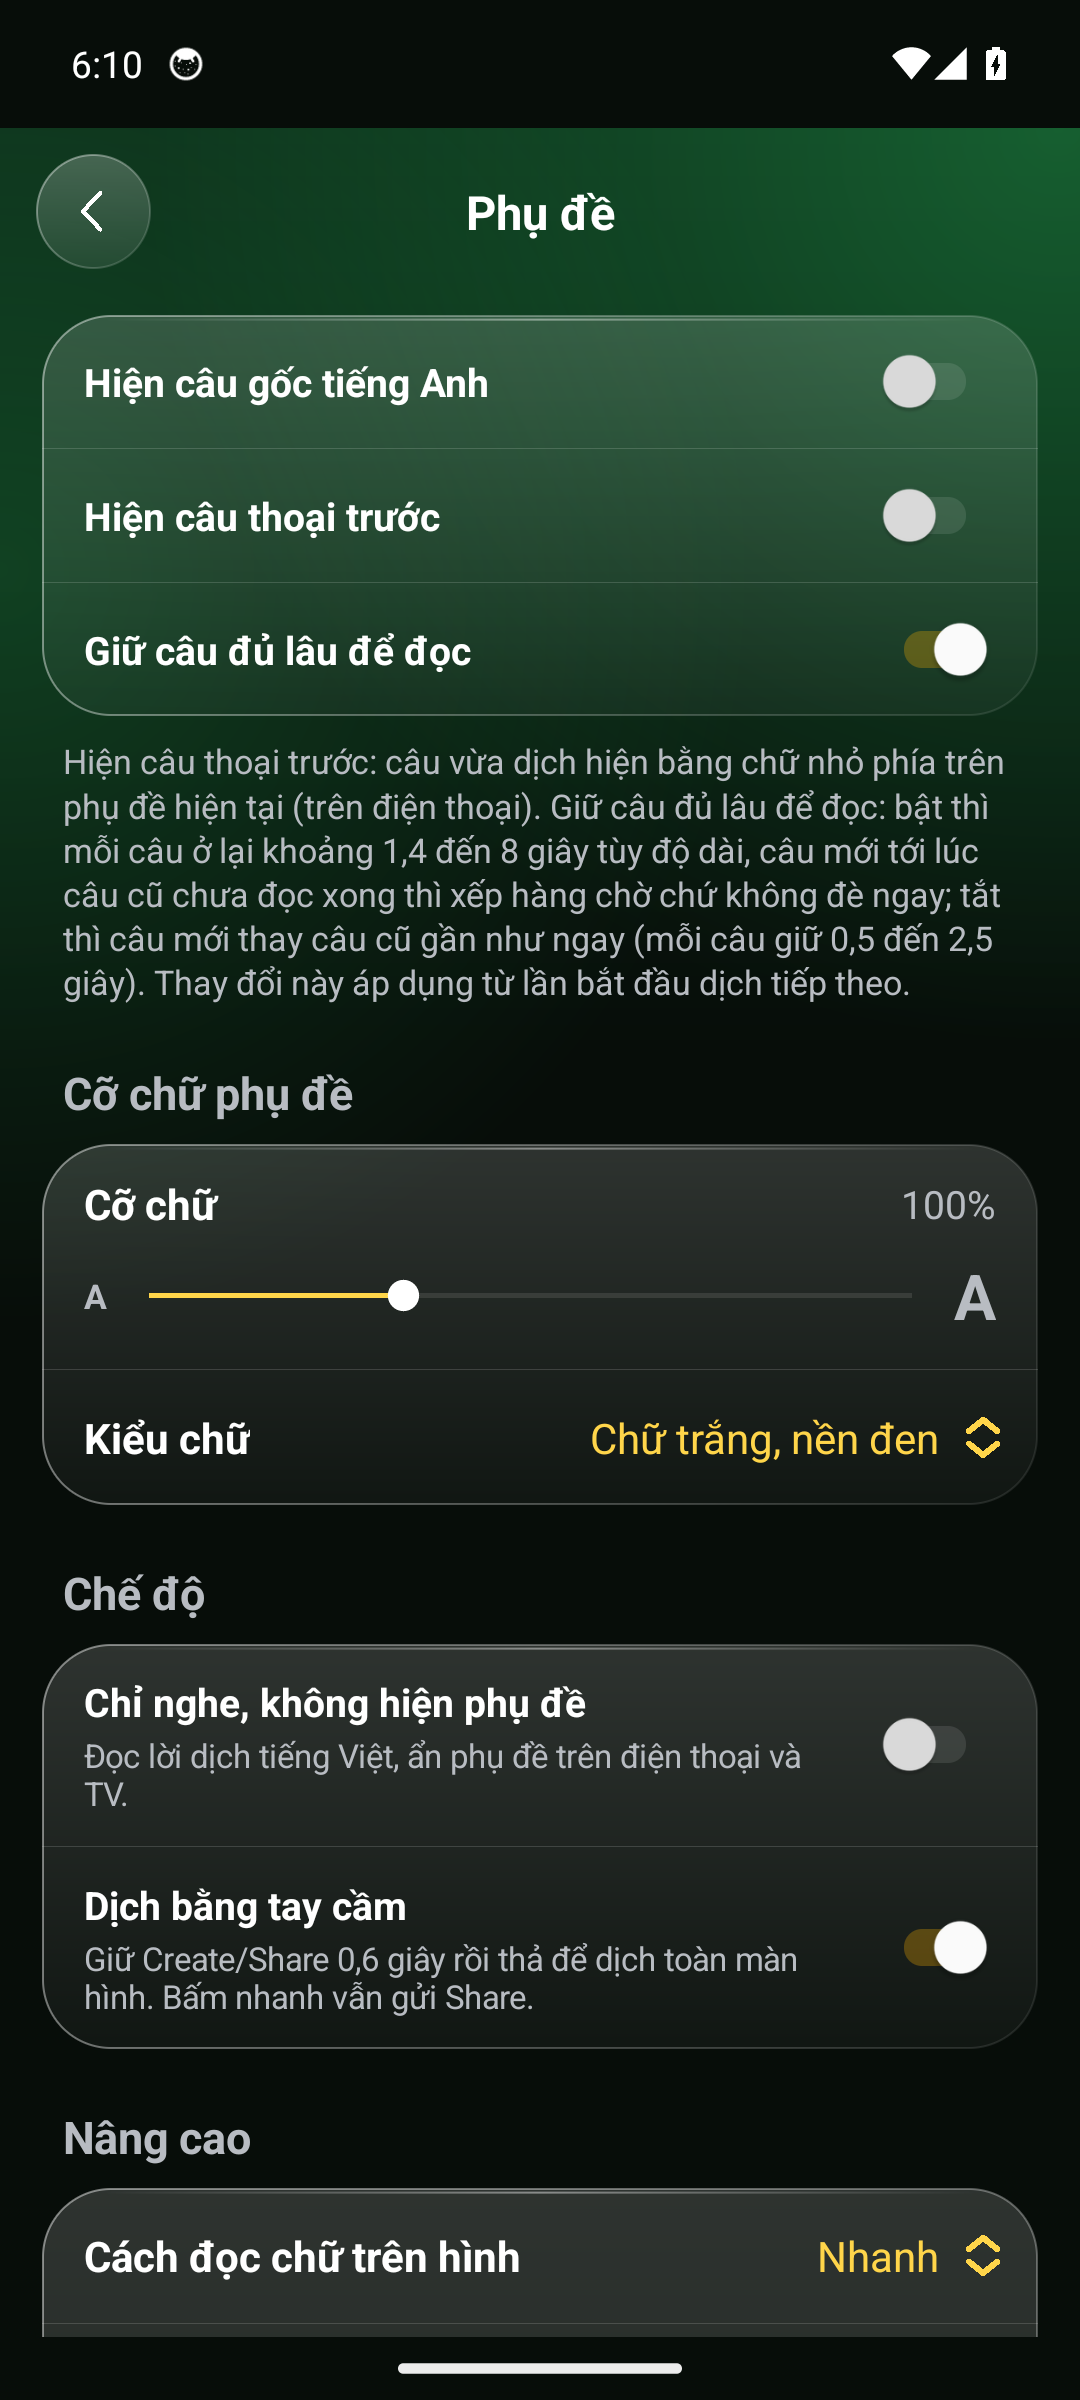 6:10
Phụ đề
Hiện câu gốc tiếng Anh
Hiện câu thoại trước
Giữ câu đủ lâu để đọc
Hiện câu thoại trước: câu vừa dịch hiện bằng chữ nhỏ phía trên
phụ đề hiện tại (trên điện thoại). Giữ câu đủ lâu để đọc: bật thì
mỗi câu ở lại khoảng 1,4 đến 8 giây tùy độ dài, câu mới tới lúc
câu cũ chưa đọc xong thì xếp hàng chờ chứ không đè ngay; tắt
thì câu mới thay câu cũ gần như ngay (mỗi câu giữ 0,5 đến 2,5
giây). Thay đổi này áp dụng từ lần bắt đầu dịch tiếp theo.
Cỡ chữ phụ đề
Cỡ chữ 100%
A A
Kiểu chữ Chữ trắng, nền đen
Chế độ
Chỉ nghe, không hiện phụ đề
Đọc lời dịch tiếng Việt, ẩn phụ đề trên điện thoại và
TV.
Dịch bằng tay cầm
Giữ Create/Share 0,6 giây rồi thả để dịch toàn màn
hình. Bấm nhanh vẫn gửi Share.
Nâng cao
Cách đọc chữ trên hình Nhanh